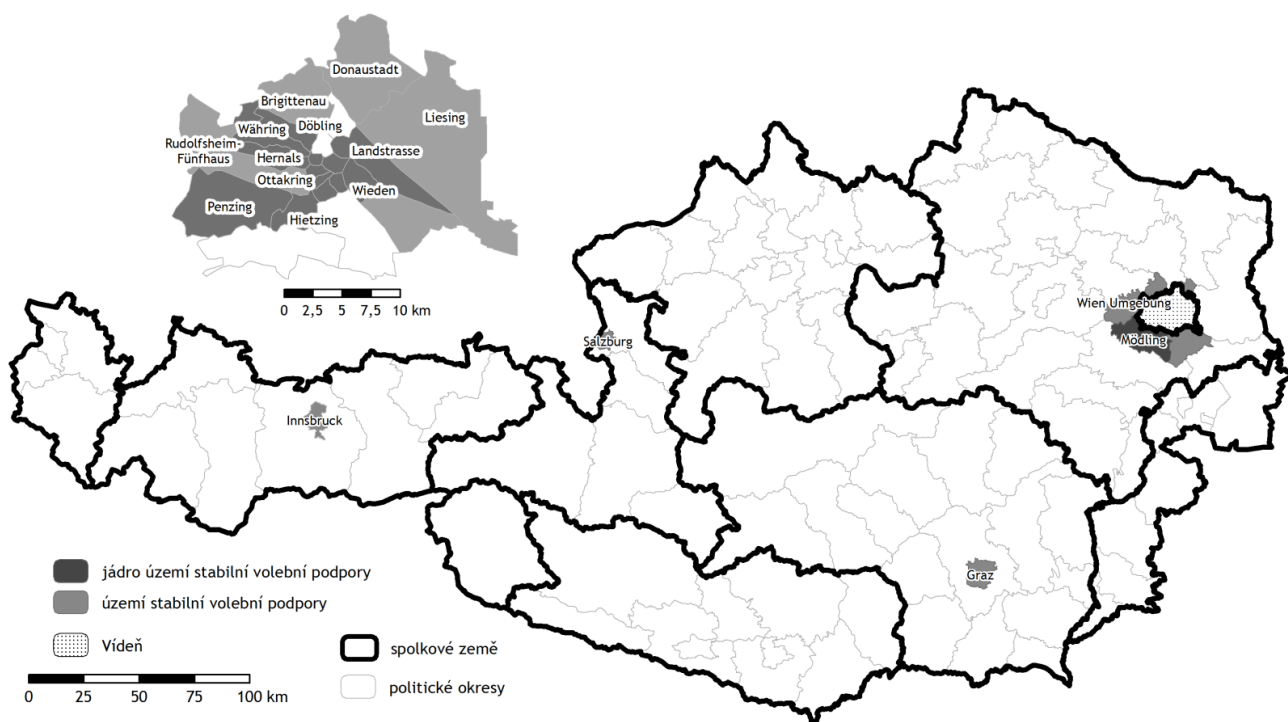 Donaustadt
Brigittenau
Liesing
Währing
Döbling
Rudolfsheim-
Fünfhaus
Hernals
Landstrasse
Ottakring
Wieden
Penzing
Hietzing
0 2,5 5 7,5 10 km
Wien Umgebung
Mödling
Salzburg
Innsbruck
Graz
jádro území stabilní volební podpory
území stabilní volební podpory
Vídeň
spolkové země
politické okresy
0 25 50 75 100 km